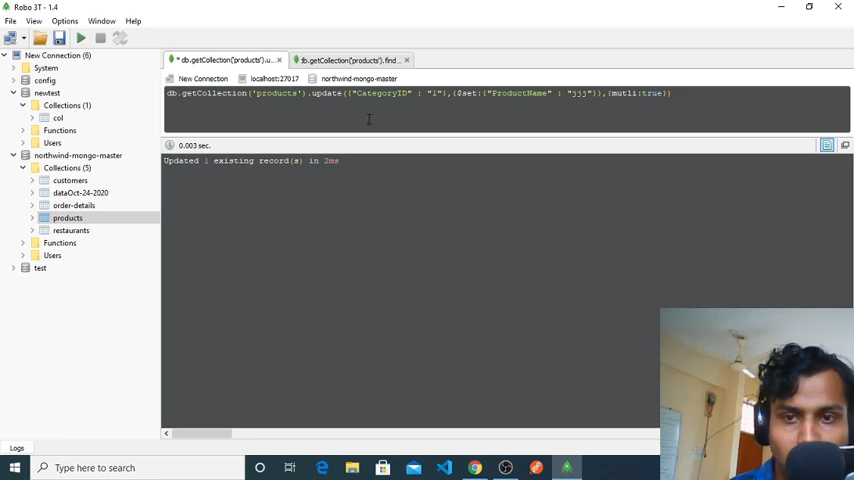 Robo 3T - 1.4
File View Options Window Help
New Connection (6)
System
config
newtest
Collections (1)
col
Functions
Users
northwind-mongo-master
Collections (5)
customers
dataOct-24-2020
order-details
products
restaurants
Functions
Users
test
* db.getCollection('products').u...
db.getCollection('products').find...
New Connection localhost:27017 northwind-mongo-master
db.getCollection('products').update({"CategoryID" : "1"},{$set:{"ProductName" : "jjj"}},{mutli:true})
0.003 sec.
Updated 1 existing record(s) in 2ms
Logs
Type here to search